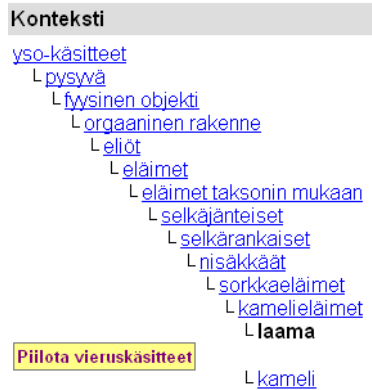 Konteksti
yso-käsitteet
pysyvä
fyysinen objekti
orgaaninen rakenne
eliöt
eläimet
eläimet taksonin mukaan
selkäjänteiset
selkärankaiset
nisäkkäät
sorkkaeläimet
kamelieläimet
laama
Piilota vieruskäsitteet
kameli